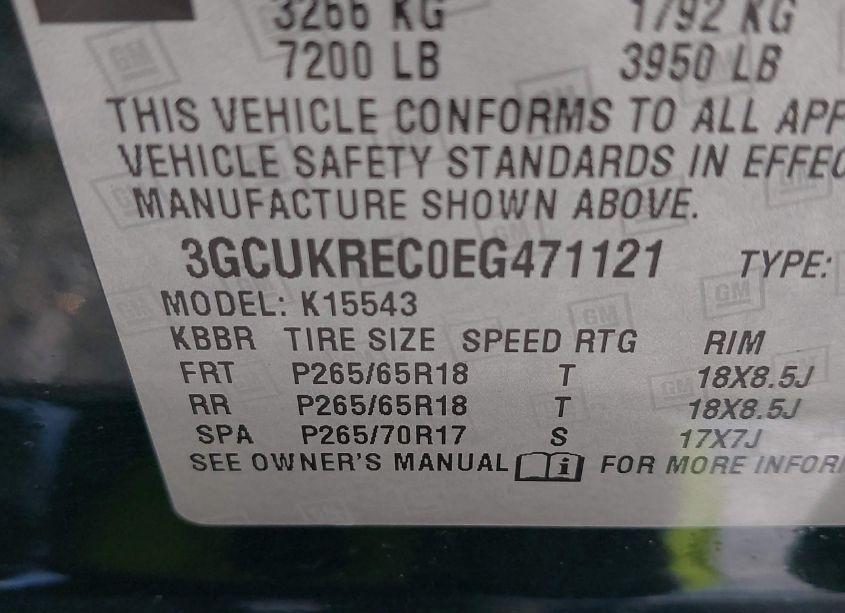 3266 KG 1792 KG
7200 LB 3950 LB
THIS VEHICLE CONFORMS TO ALL APP
VEHICLE SAFETY STANDARDS IN EFFEC
MANUFACTURE SHOWN ABOVE.
3GCUKREC0EG471121 TYPE:
MODEL: K15543
KBBR TIRE SIZE SPEED RTG RIM
FRT P265/65R18 T 18X8.5J
RR P265/65R18 T 18X8.5J
SPA P265/70R17 S 17X7J
SEE OWNER'S MANUAL i FOR MORE INFORM